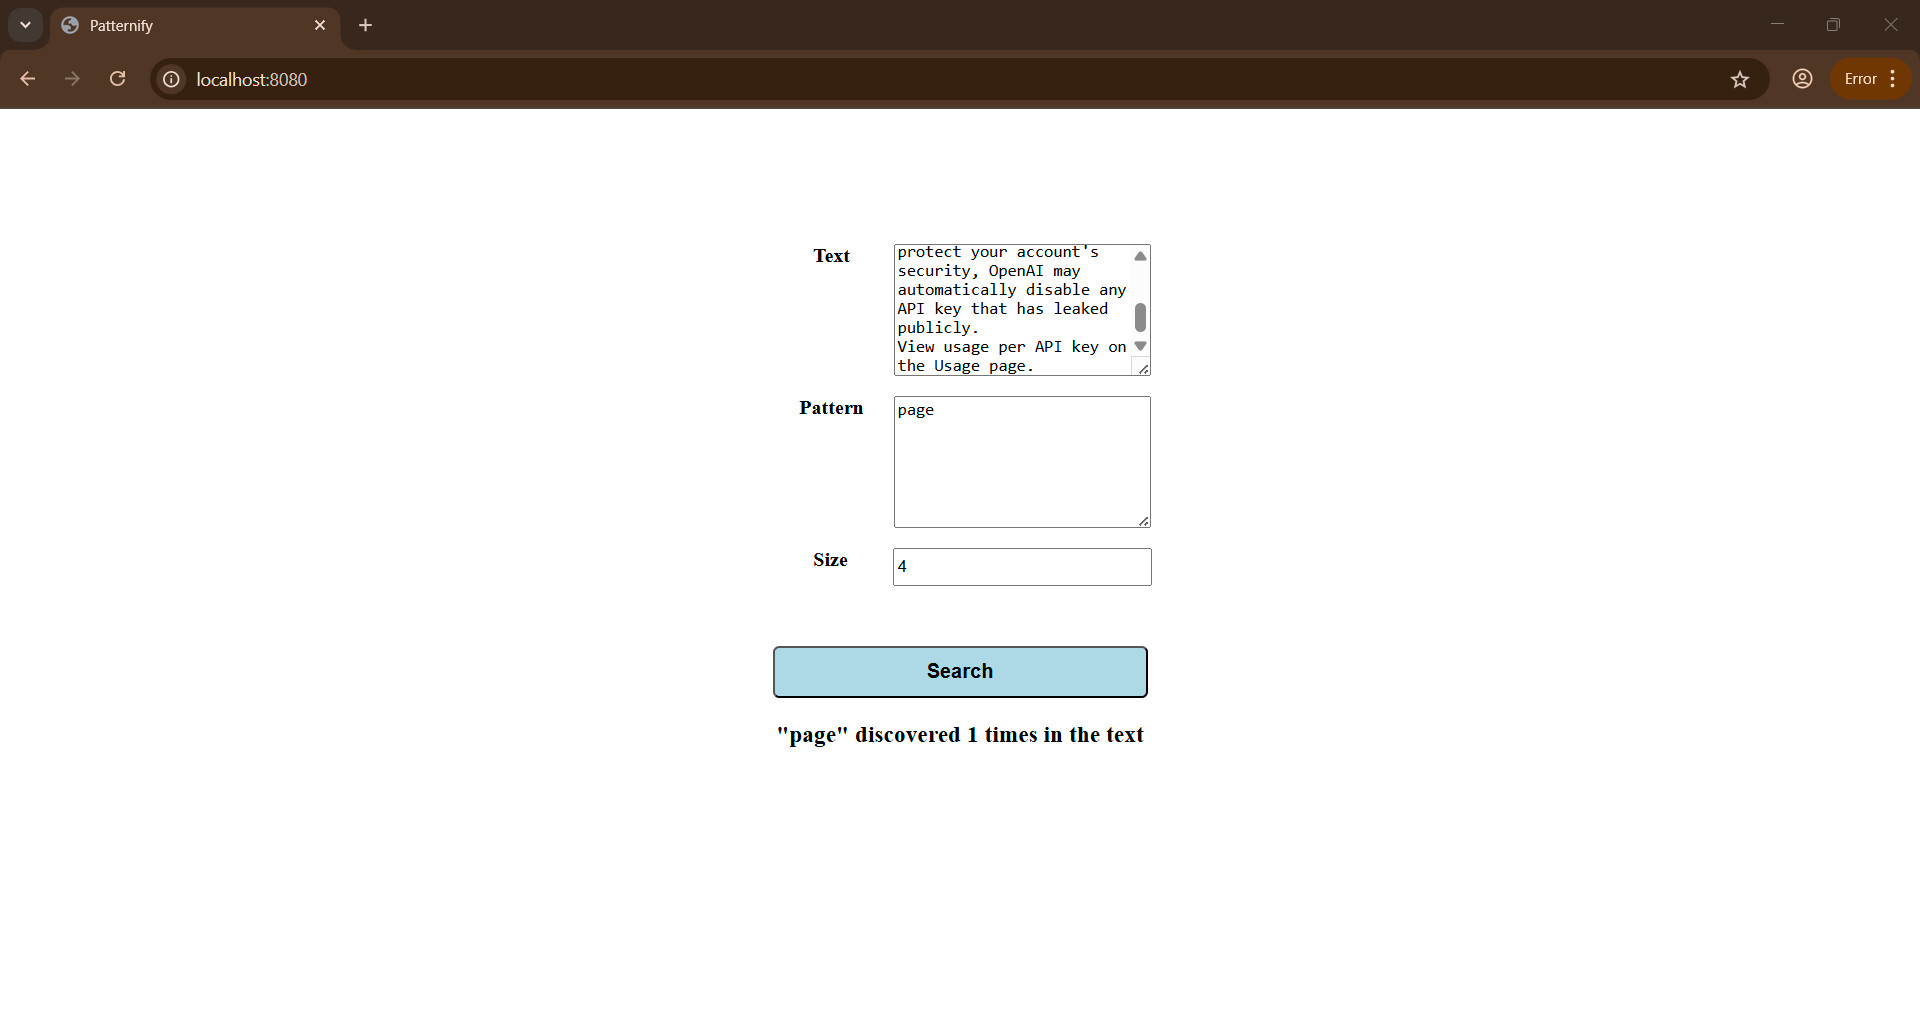 Patternify
localhost:8080
Error
Text
protect your account's
security, OpenAI may
automatically disable any
API key that has leaked
publicly.
View usage per API key on
the Usage page.
Pattern
page
Size
4
Search
"page" discovered 1 times in the text